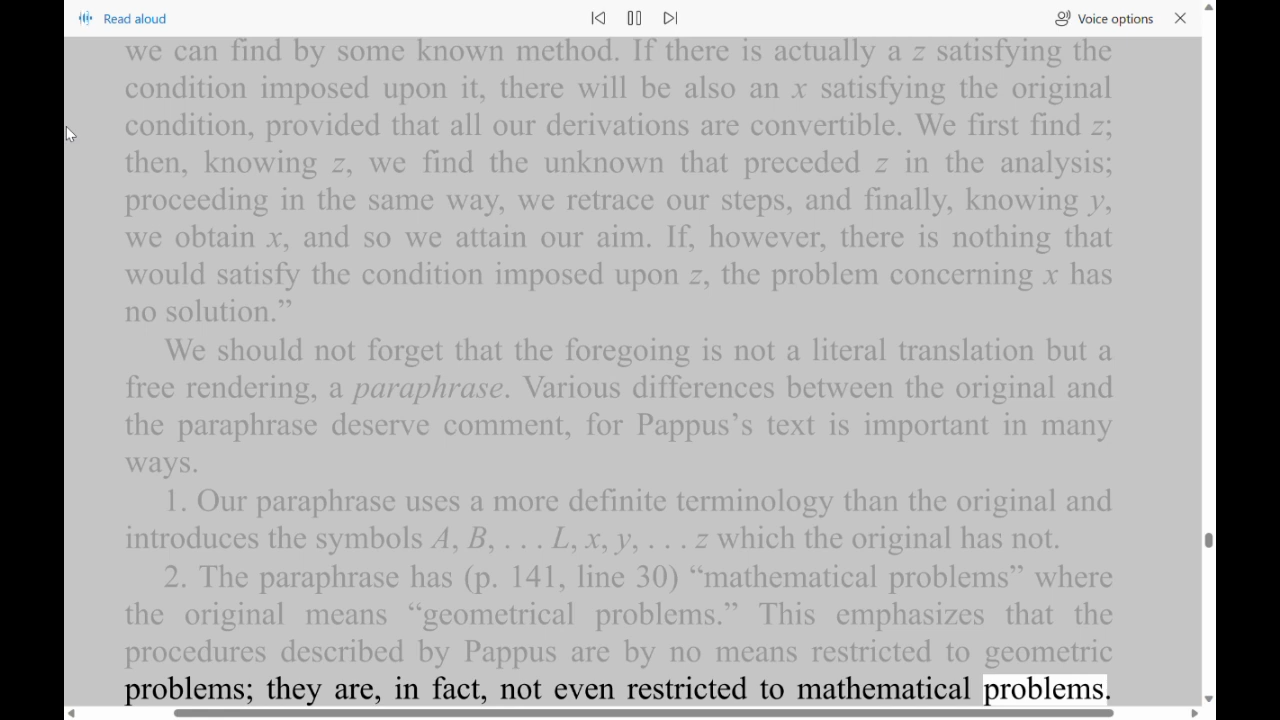 Read aloud
Voice options
we can find by some known method. If there is actually a z satisfying the
condition imposed upon it, there will be also an x satisfying the original
condition, provided that all our derivations are convertible. We first find z;
then, knowing z, we find the unknown that preceded z in the analysis;
proceeding in the same way, we retrace our steps, and finally, knowing y,
we obtain x, and so we attain our aim. If, however, there is nothing that
would satisfy the condition imposed upon z, the problem concerning x has
no solution.”
We should not forget that the foregoing is not a literal translation but a
free rendering, a paraphrase. Various differences between the original and
the paraphrase deserve comment, for Pappus’s text is important in many
ways.
1. Our paraphrase uses a more definite terminology than the original and
introduces the symbols A, B, . . . L, x, y, . . . z which the original has not.
2. The paraphrase has (p. 141, line 30) “mathematical problems” where
the original means “geometrical problems.” This emphasizes that the
procedures described by Pappus are by no means restricted to geometric
problems; they are, in fact, not even restricted to mathematical problems.